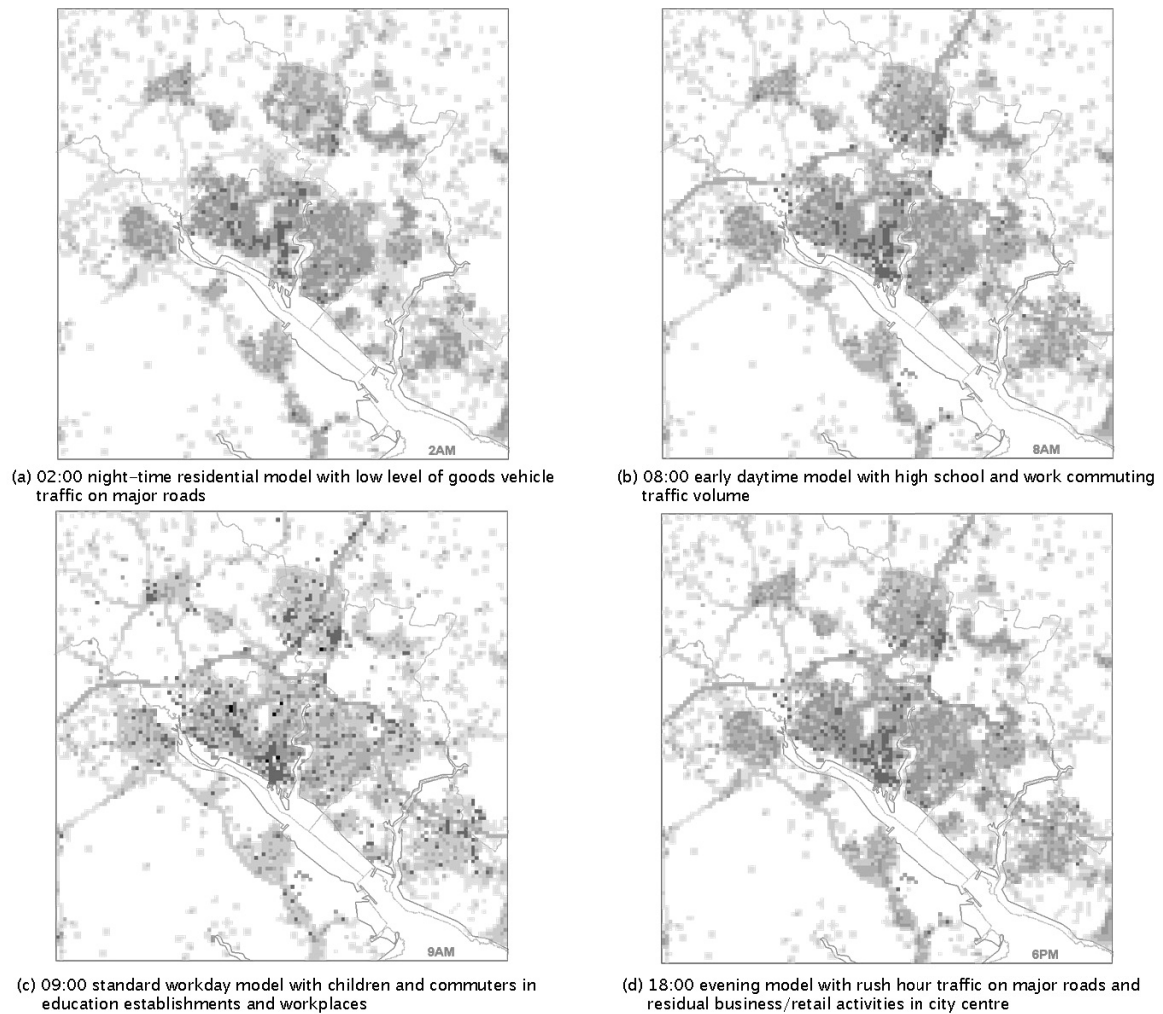 2AM
8AM
(a) 02:00 night-time residential model with low level of goods vehicle
traffic on major roads
(b) 08:00 early daytime model with high school and work commuting
traffic volume
9AM
6PM
(c) 09:00 standard workday model with children and commuters in
education establishments and workplaces
(d) 18:00 evening model with rush hour traffic on major roads and
residual business/retail activities in city centre